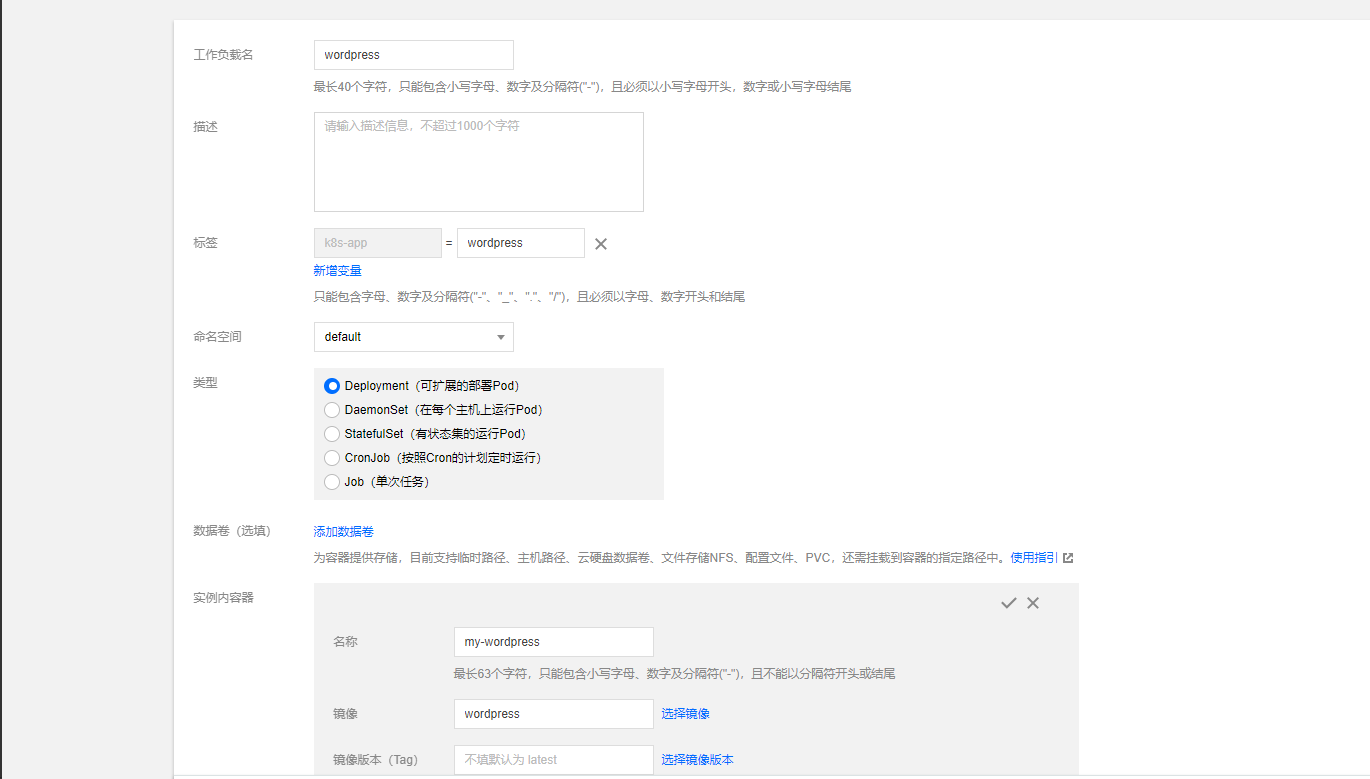 工作负载名 wordpress
最长40个字符，只能包含小写字母、数字及分隔符("-")，且必须以小写字母开头，数字或小写字母结尾
描述 请输入描述信息，不超过1000个字符
标签 k8s-app = wordpress
新增变量
只能包含字母、数字及分隔符("-"、"_"、"."、"/")，且必须以字母、数字开头和结尾
命名空间 default
类型 Deployment（可扩展的部署Pod）
DaemonSet（在每个主机上运行Pod）
StatefulSet（有状态集的运行Pod）
CronJob（按照Cron的计划定时运行）
Job（单次任务）
数据卷（选填） 添加数据卷
为容器提供存储，目前支持临时路径、主机路径、云硬盘数据卷、文件存储NFS、配置文件、PVC，还需挂载到容器的指定路径中。使用指引
实例内容器
名称 my-wordpress
最长63个字符，只能包含小写字母、数字及分隔符("-")，且不能以分隔符开头或结尾
镜像 wordpress 选择镜像
镜像版本（Tag） 不填默认为 latest 选择镜像版本